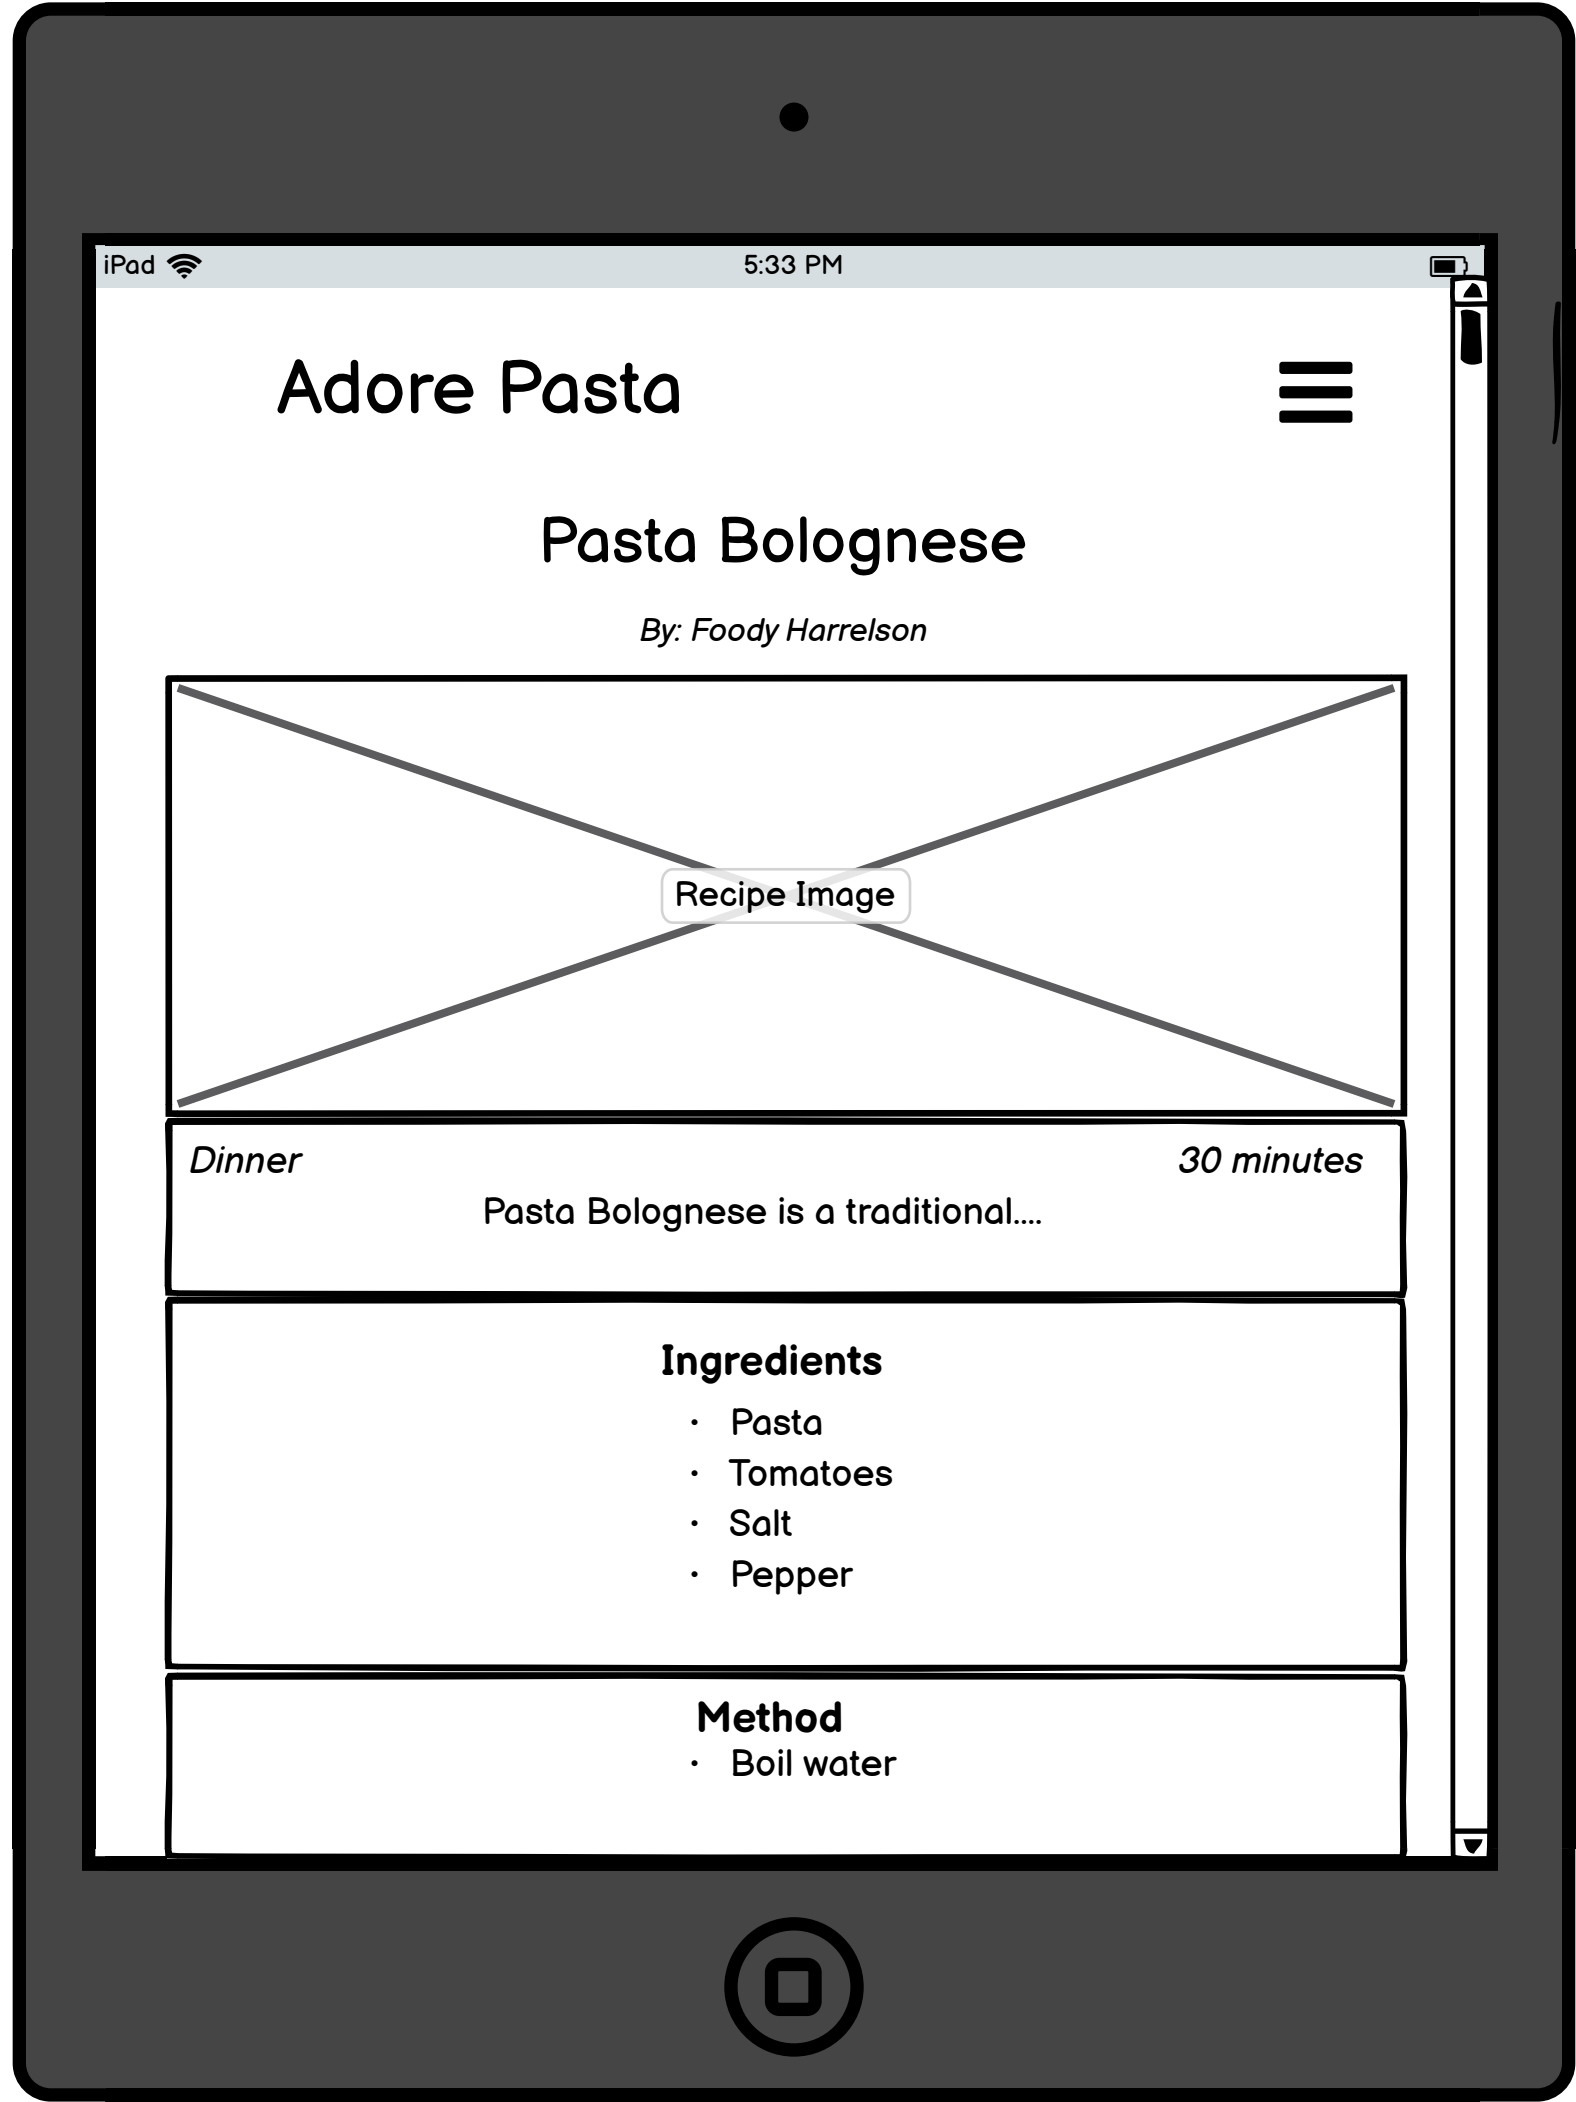 iPad 5:33 PM
Adore Pasta
Pasta Bolognese
By: Foody Harrelson
Recipe Image
Dinner 30 minutes
Pasta Bolognese is a traditional....
Ingredients
· Pasta
· Tomatoes
· Salt
· Pepper
Method
· Boil water